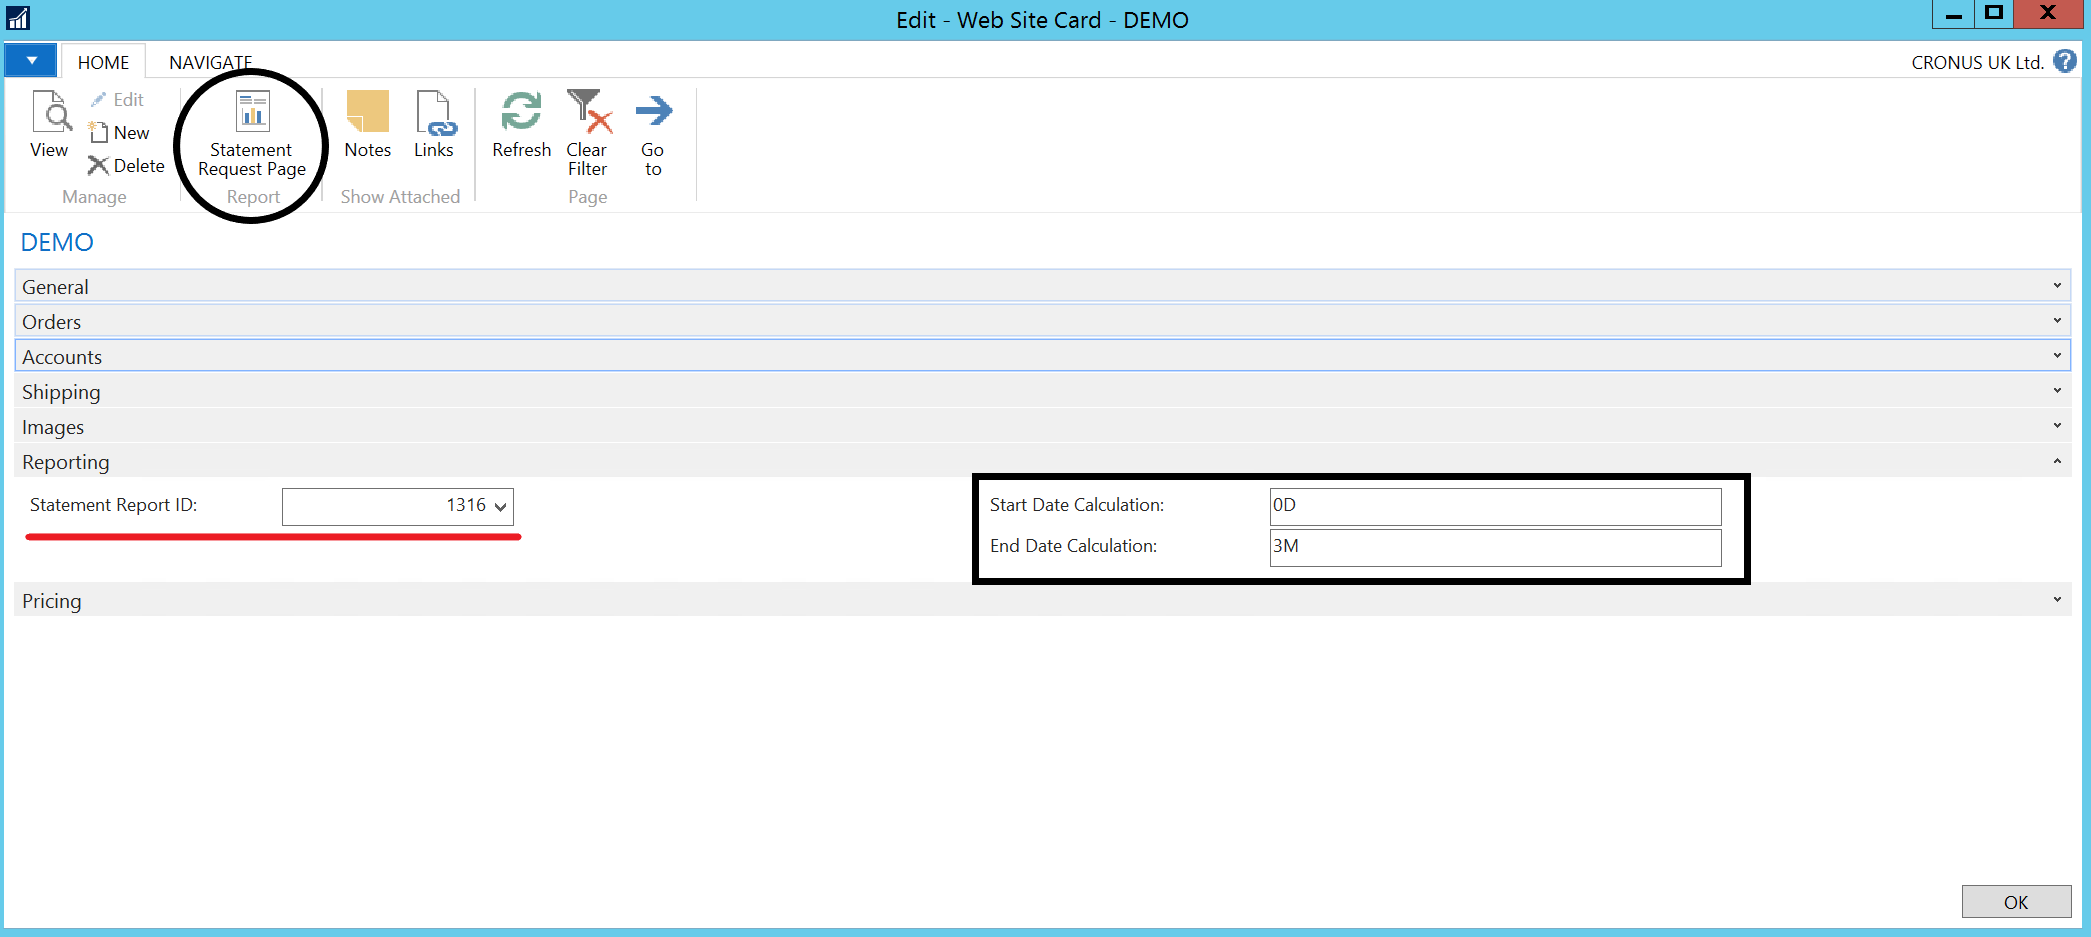 Edit - Web Site Card - DEMO
HOME NAVIGATE CRONUS UK Ltd. ?
View
Edit
New
Delete
Manage
Statement
Request Page
Report
Notes
Links
Show Attached
Refresh
Clear
Filter
Go
to
Page
DEMO
General
Orders
Accounts
Shipping
Images
Reporting
Statement Report ID: 1316
Start Date Calculation: 0D
End Date Calculation: 3M
Pricing
OK